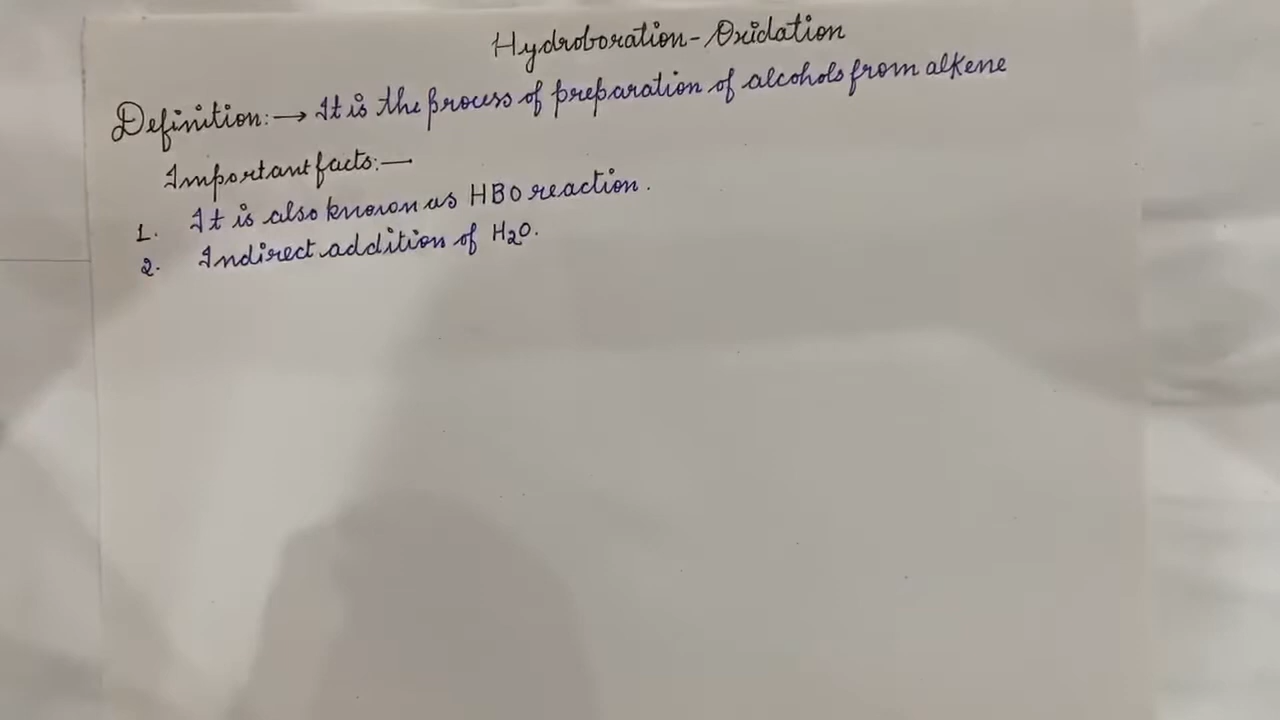 Hydroboration-Oxidation
Definition:→ It is the process of preparation of alcohols from alkene
Important facts:—
1. It is also known as HBO reaction.
2. Indirect addition of H₂O.